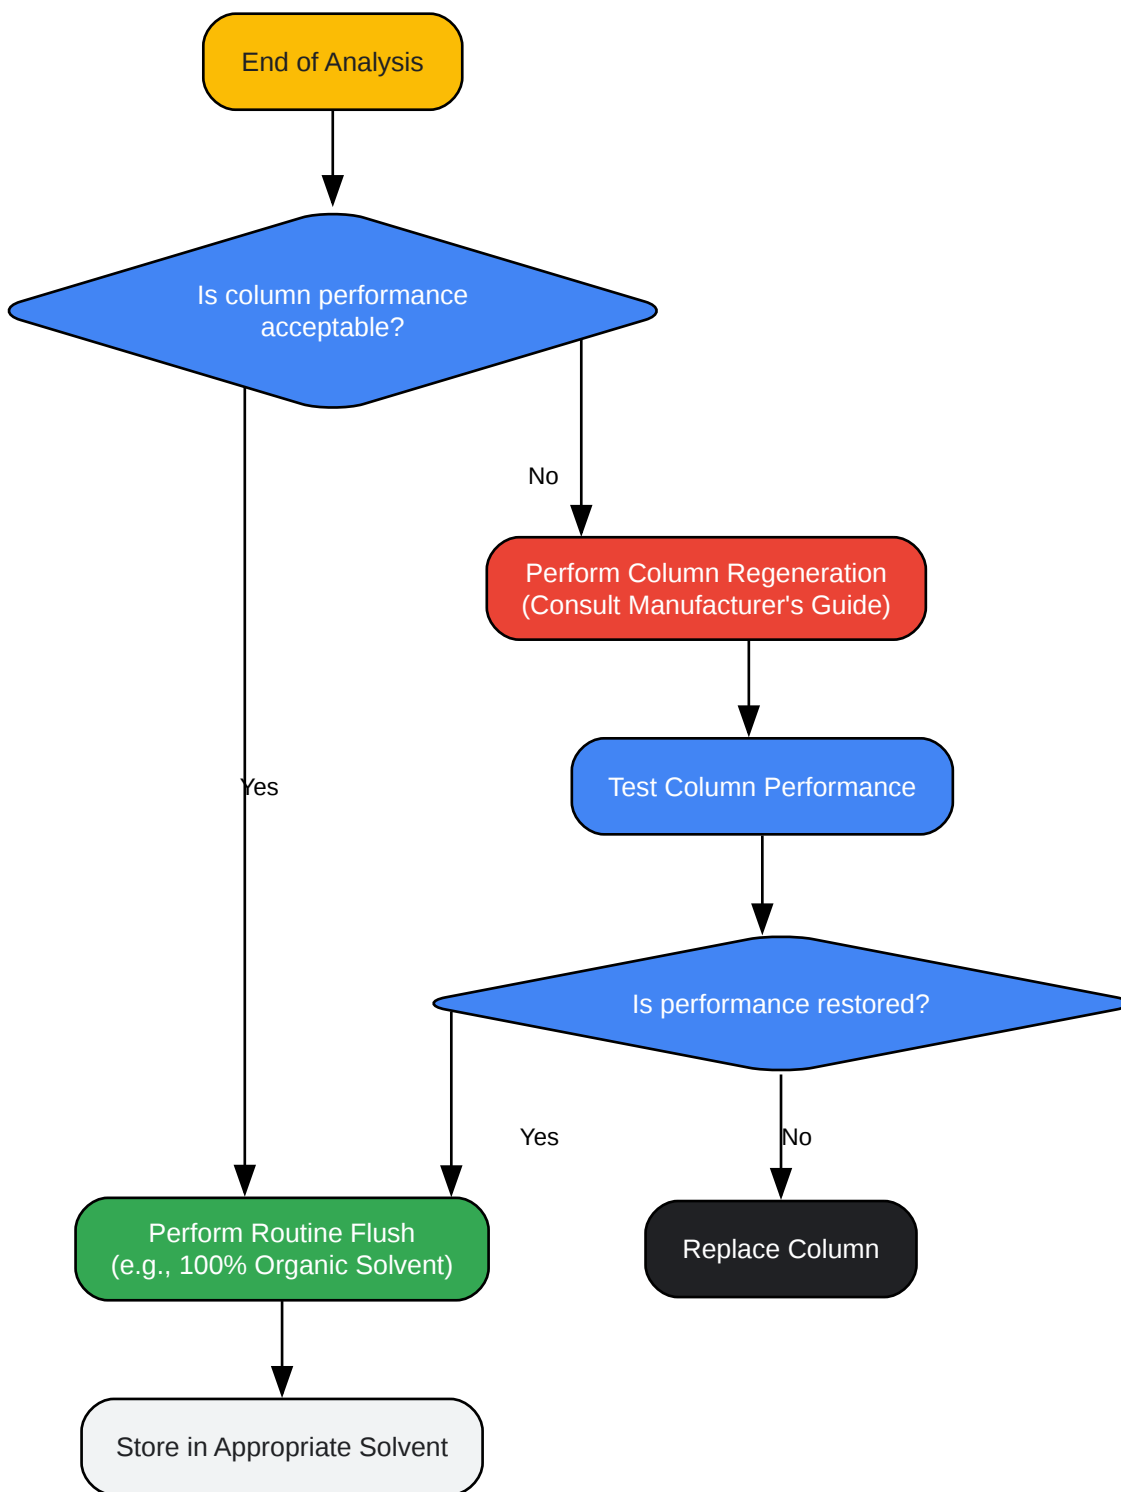 End of Analysis
Is column performance
acceptable?
No
Perform Column Regeneration
(Consult Manufacturer's Guide)
Yes
Test Column Performance
Is performance restored?
Yes
No
Perform Routine Flush
(e.g., 100% Organic Solvent)
Replace Column
Store in Appropriate Solvent